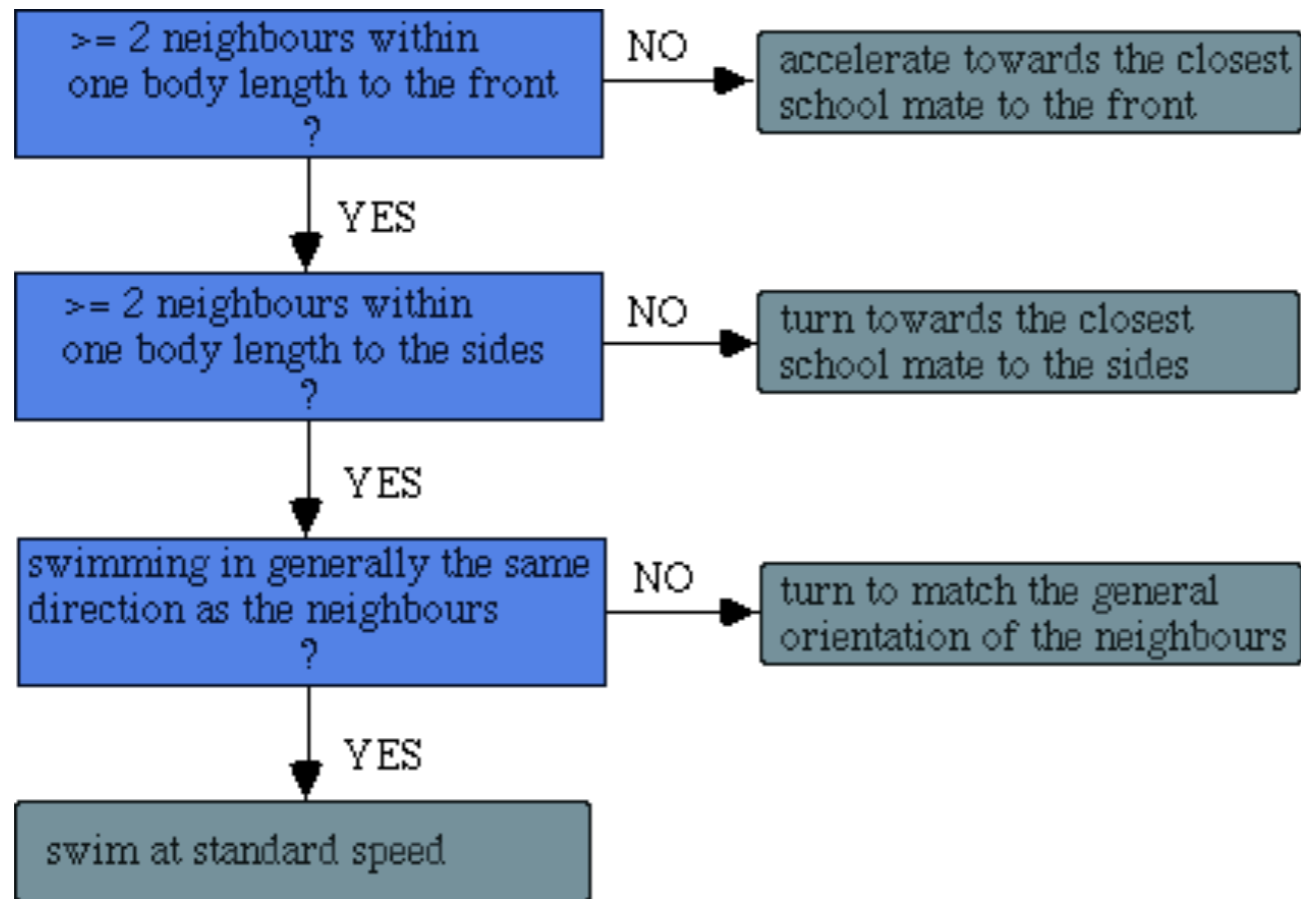 >= 2 neighbours within
one body length to the front
?
NO
accelerate towards the closest
school mate to the front
YES
>= 2 neighbours within
one body length to the sides
?
NO
turn towards the closest
school mate to the sides
YES
swimming in generally the same
direction as the neighbours
?
NO
turn to match the general
orientation of the neighbours
YES
swim at standard speed